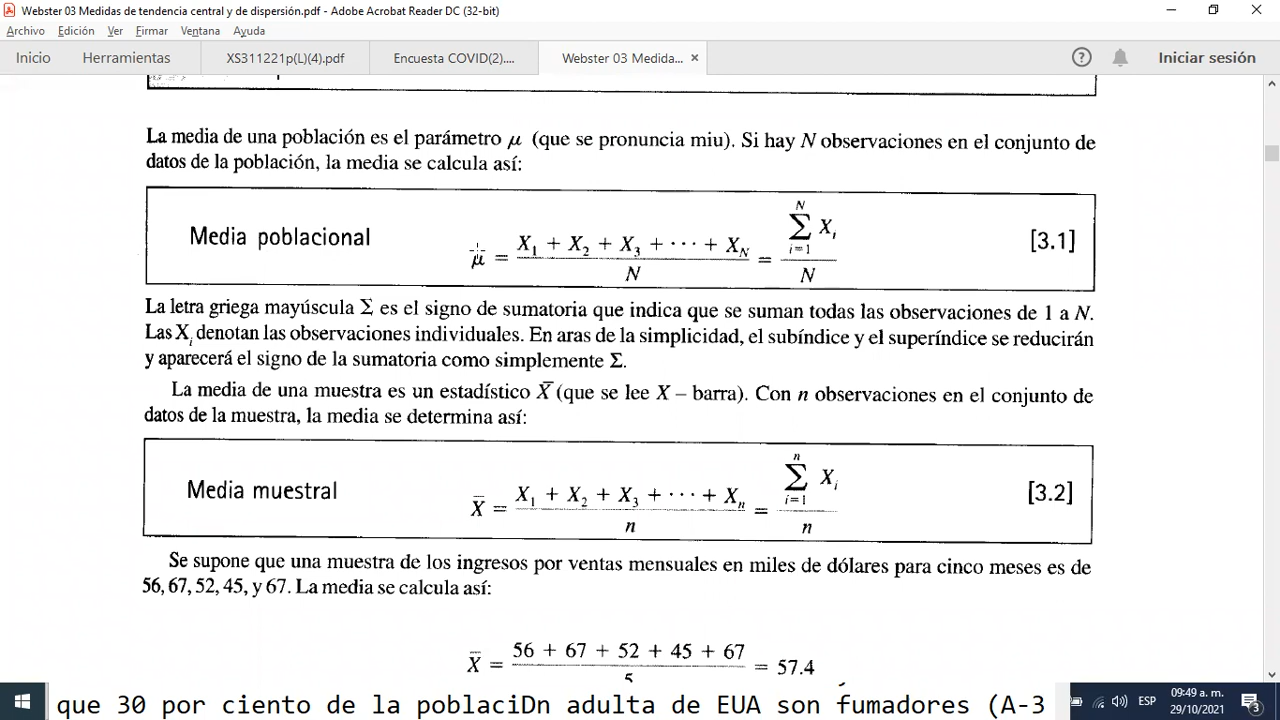 Webster 03 Medidas de tendencia central y de dispersión.pdf - Adobe Acrobat Reader DC (32-bit)
Archivo Edición Ver Firmar Ventana Ayuda
Inicio Herramientas XS311221p(L)(4).pdf Encuesta COVID(2).... Webster 03 Medida... × ? Iniciar sesión
La media de una población es el parámetro μ (que se pronuncia miu). Si hay N observaciones en el conjunto de
datos de la población, la media se calcula así:
Media poblacional μ = (X₁ + X₂ + X₃ + ··· + X_N) / N = (∑_{i=1}^{N} X_i) / N [3.1]
La letra griega mayúscula Σ es el signo de sumatoria que indica que se suman todas las observaciones de 1 a N.
Las X_i denotan las observaciones individuales. En aras de la simplicidad, el subíndice y el superíndice se reducirán
y aparecerá el signo de la sumatoria como simplemente Σ.
La media de una muestra es un estadístico X̄ (que se lee X – barra). Con n observaciones en el conjunto de
datos de la muestra, la media se determina así:
Media muestral X̄ = (X₁ + X₂ + X₃ + ··· + X_n) / n = (∑_{i=1}^{n} X_i) / n [3.2]
Se supone que una muestra de los ingresos por ventas mensuales en miles de dólares para cinco meses es de
56, 67, 52, 45, y 67. La media se calcula así:
X̄ = (56 + 67 + 52 + 45 + 67) / 5 = 57.4
que 30 por ciento de la poblaciDn adulta de EUA son fumadores (A-3
ESP 09:49 a. m.
29/10/2021 3